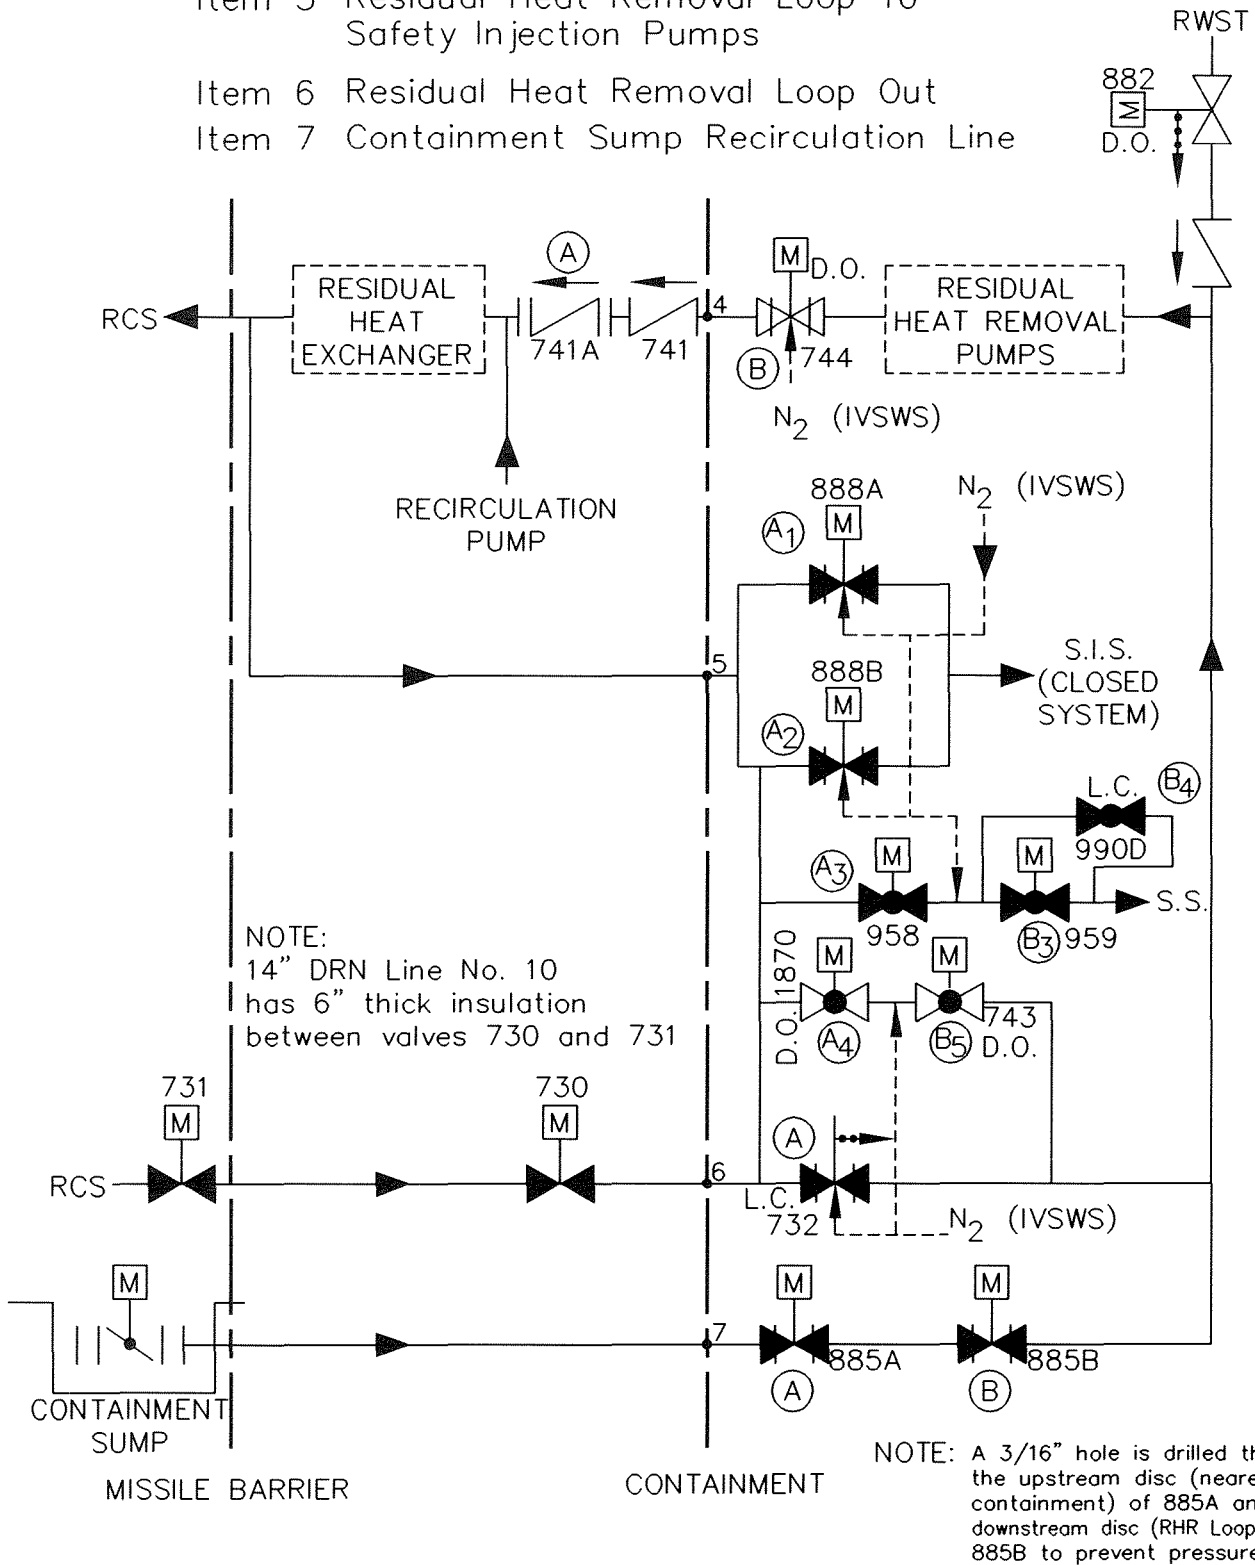 Item 5 Residual Heat Removal Loop To
Safety Injection Pumps
Item 6 Residual Heat Removal Loop Out
Item 7 Containment Sump Recirculation Line
RWST
882
M
D.O.
A
M
D.O.
4
RCS
RESIDUAL
HEAT
EXCHANGER
741A
741
B
744
RESIDUAL
HEAT REMOVAL
PUMPS
N2 (IVSWS)
RECIRCULATION
PUMP
888A
M
A1
N2 (IVSWS)
5
888B
M
A2
S.I.S.
(CLOSED
SYSTEM)
L.C.
B4
990D
A3
M
M
958
B3
959
S.S.
NOTE:
14" DRN Line No. 10
has 6" thick insulation
between valves 730 and 731
D.O. 1870
M
M
A4
B5
743
D.O.
731
M
730
M
A
RCS
6
L.C.
732
N2 (IVSWS)
M
M
M
7
885A
885B
A
B
CONTAINMENT
SUMP
MISSILE BARRIER
CONTAINMENT
NOTE: A 3/16" hole is drilled
the upstream disc
containment) of 885A
downstream disc (RHR Loop
885B to prevent pressure